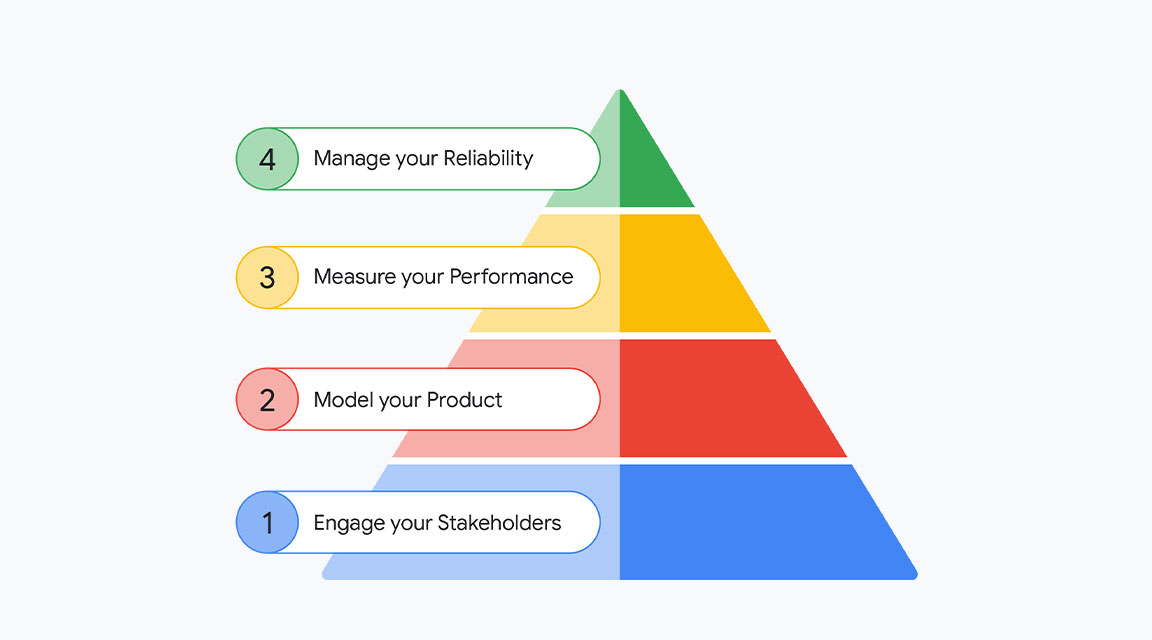 4 Manage your Reliability
3 Measure your Performance
2 Model your Product
1 Engage your Stakeholders